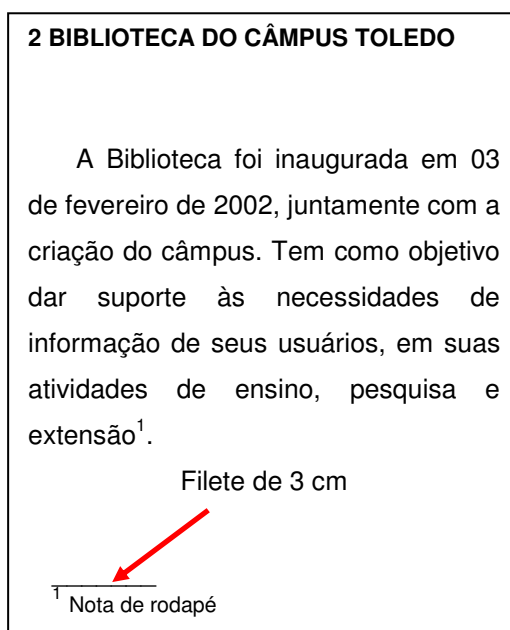 2 BIBLIOTECA DO CÂMPUS TOLEDO
A Biblioteca foi inaugurada em 03
de fevereiro de 2002, juntamente com a
criação do câmpus. Tem como objetivo
dar suporte às necessidades de
informação de seus usuários, em suas
atividades de ensino, pesquisa e
extensão¹.
Filete de 3 cm
¹ Nota de rodapé